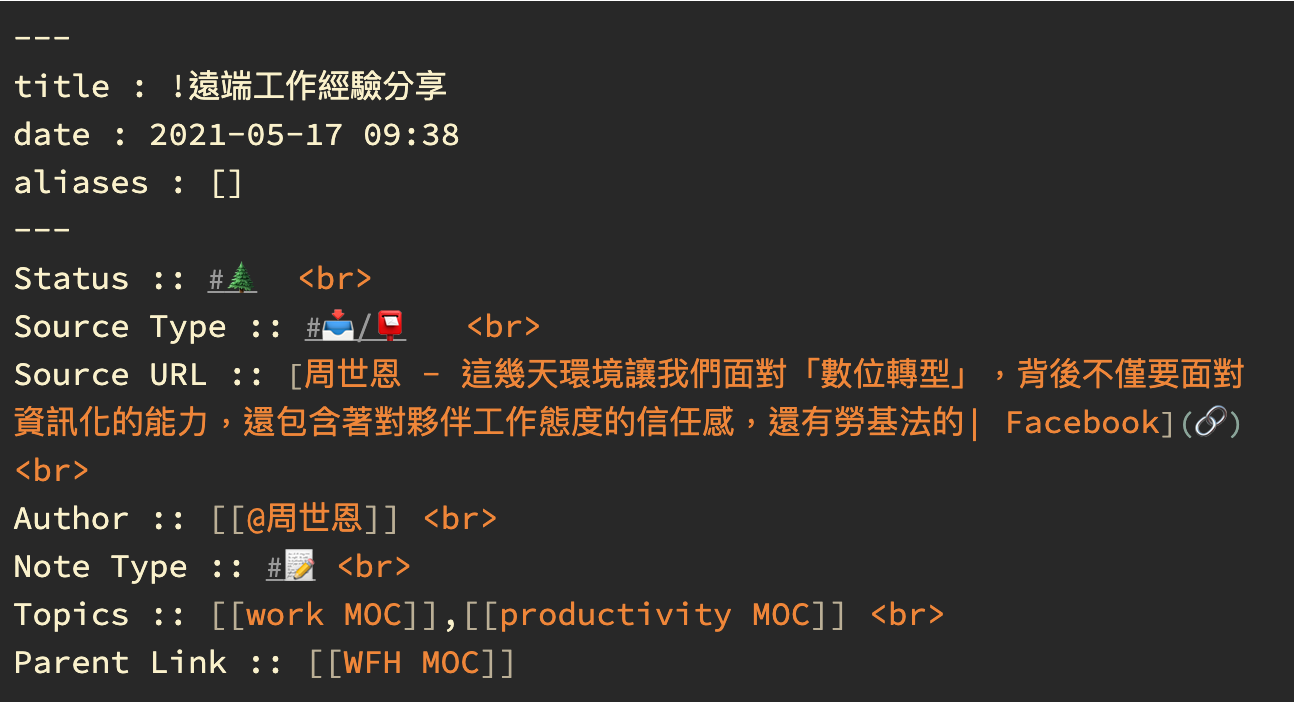 ---
title : !遠端工作經驗分享
date : 2021-05-17 09:38
aliases : []
---
Status :: #🌲 <br>
Source Type :: #📥/📮 <br>
Source URL :: [周世恩 - 這幾天環境讓我們面對「數位轉型」，背後不僅要面對
資訊化的能力，還包含著對夥伴工作態度的信任感，還有勞基法的| Facebook](🔗)
<br>
Author :: [[@周世恩]] <br>
Note Type :: #📝 <br>
Topics :: [[work MOC]],[[productivity MOC]] <br>
Parent Link :: [[WFH MOC]]